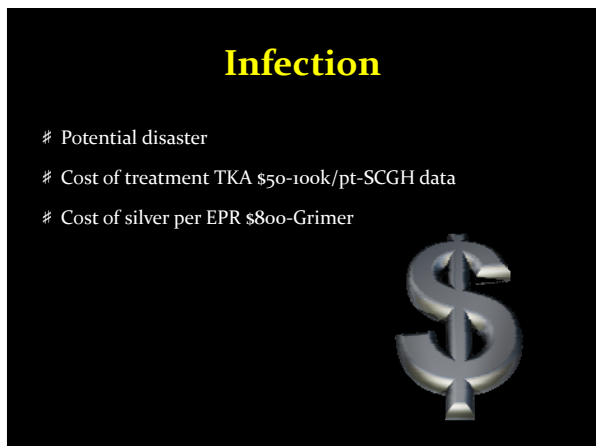 Infection
Potential disaster
Cost of treatment TKA $50-100k/pt-SCGH data
Cost of silver per EPR $800-Grimer
$